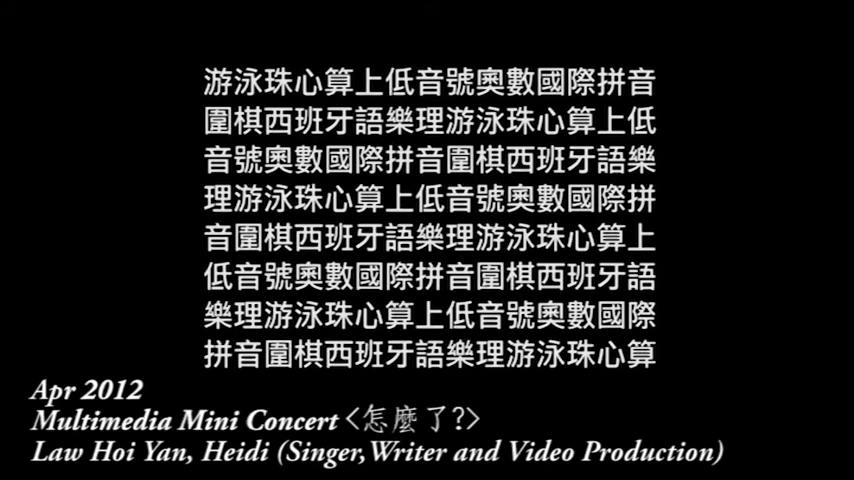 游泳珠心算上低音號奧數國際拼音
圍棋西班牙語樂理游泳珠心算上低
音號奧數國際拼音圍棋西班牙語樂
理游泳珠心算上低音號奧數國際拼
音圍棋西班牙語樂理游泳珠心算上
低音號奧數國際拼音圍棋西班牙語
樂理游泳珠心算上低音號奧數國際
拼音圍棋西班牙語樂理游泳珠心算
Apr 2012
Multimedia Mini Concert <怎麼了?>
Law Hoi Yan, Heidi (Singer,Writer and Video Production)